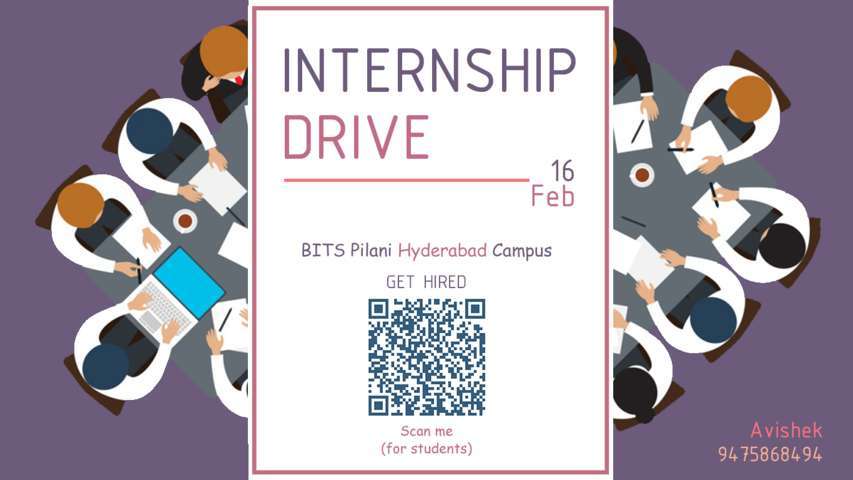 INTERNSHIP
DRIVE
16
Feb
BITS Pilani Hyderabad Campus
GET HIRED
Scan me
(for students)
Avishek
9475868494